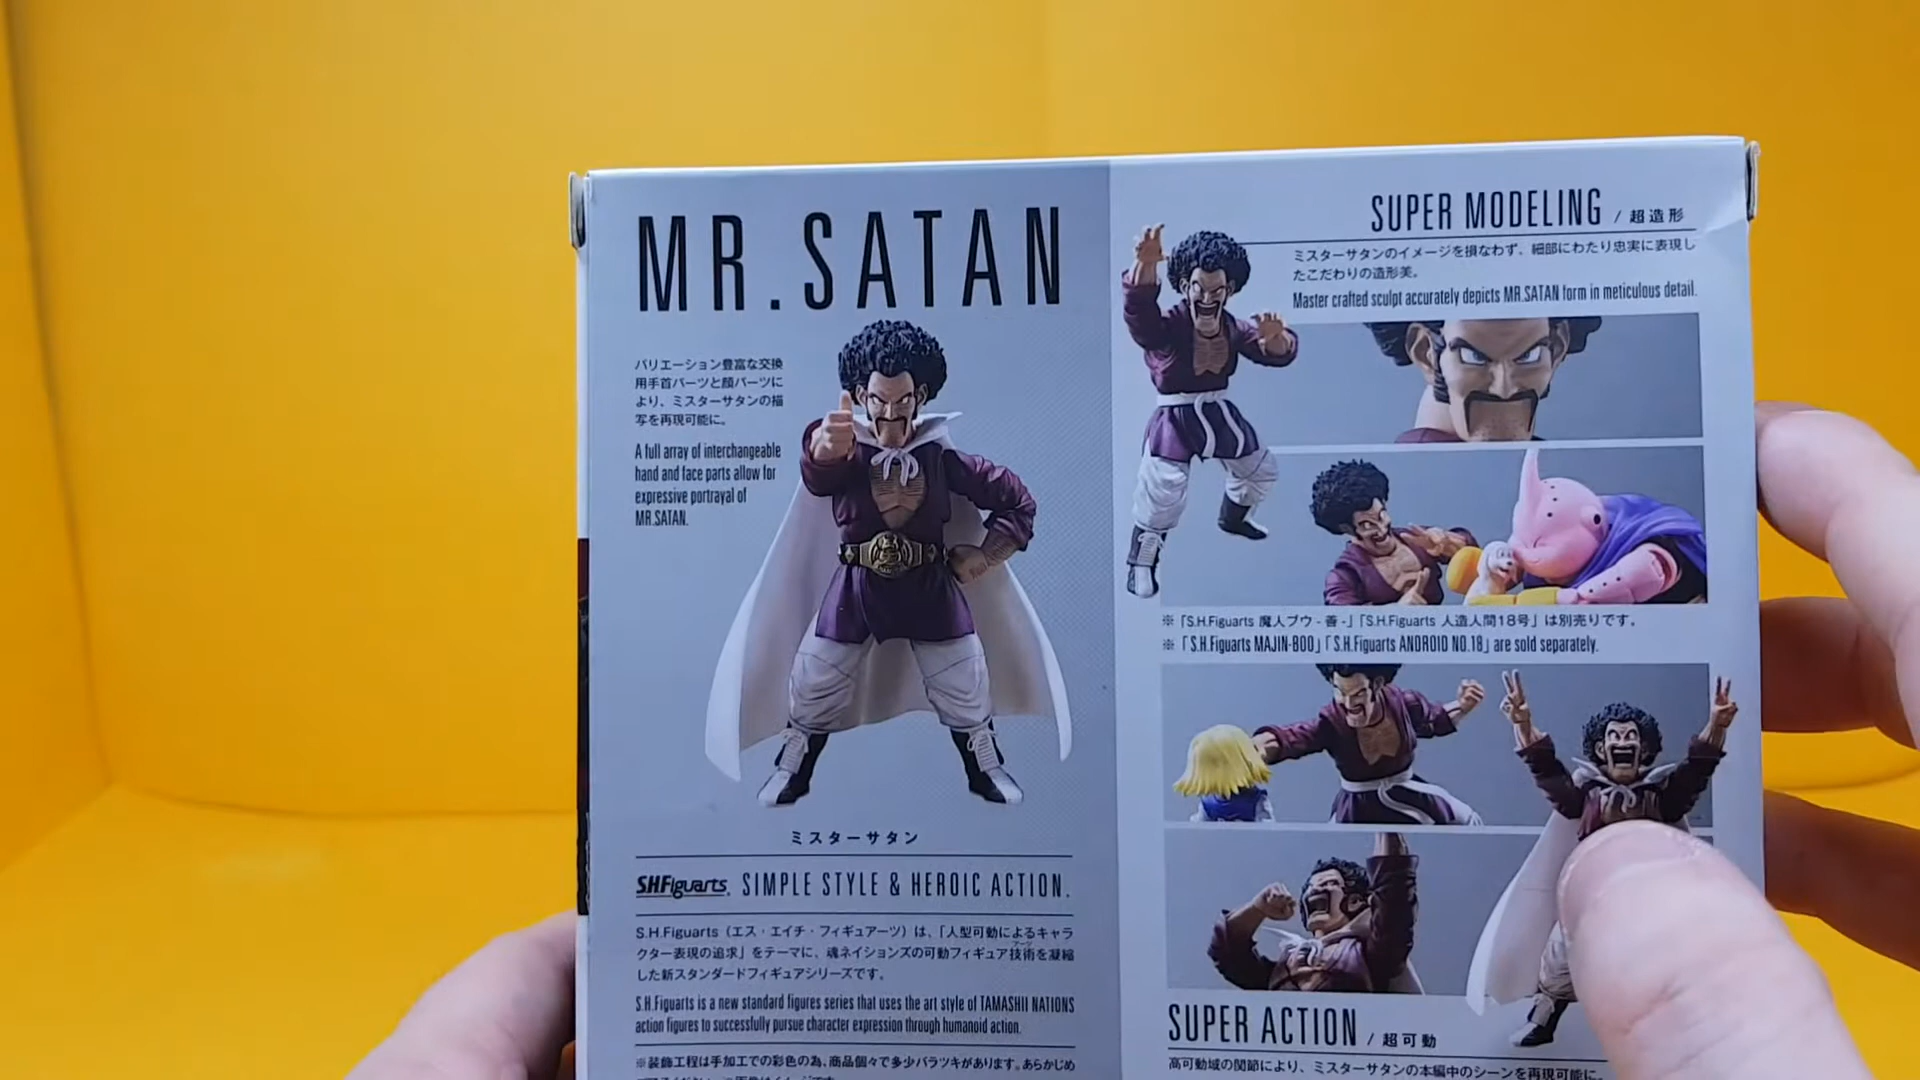 MR.SATAN
バリエーション豊富な交換
用手首パーツと顔パーツに
より、ミスターサタンの描
写を再現可能に。
A full array of interchangeable
hand and face parts allow for
expressive portrayal of
MR.SATAN.
ミスターサタン
S.H.Figuarts. SIMPLE STYLE & HEROIC ACTION.
S.H.Figuarts（エス・エイチ・フィギュアーツ）は、「人型可動によるキャラ
クター表現の追求」をテーマに、魂ネイションズの可動フィギュア技術を凝縮
した新スタンダードフィギュアシリーズです。
S.H.Figuarts is a new standard figures series that uses the art style of TAMASHII NATIONS
action figures to successfully pursue character expression through humanoid action.
※装飾工程は手加工での彩色の為、商品個々で多少バラツキがあります。あらかじめ
SUPER MODELING / 超造形
ミスターサタンのイメージを損なわず、細部にわたり忠実に表現し
たこだわりの造形美。
Master crafted sculpt accurately depicts MR.SATAN form in meticulous detail.
※「S.H.Figuarts 魔人ブウ -善-」「S.H.Figuarts 人造人間18号」は別売りです。
※「S.H.Figuarts MAJIN-BOO」「S.H.Figuarts ANDROID NO.18」are sold separately.
SUPER ACTION / 超可動
高可動域の関節により、ミスターサタンの本編中のシーンを再現可能に。